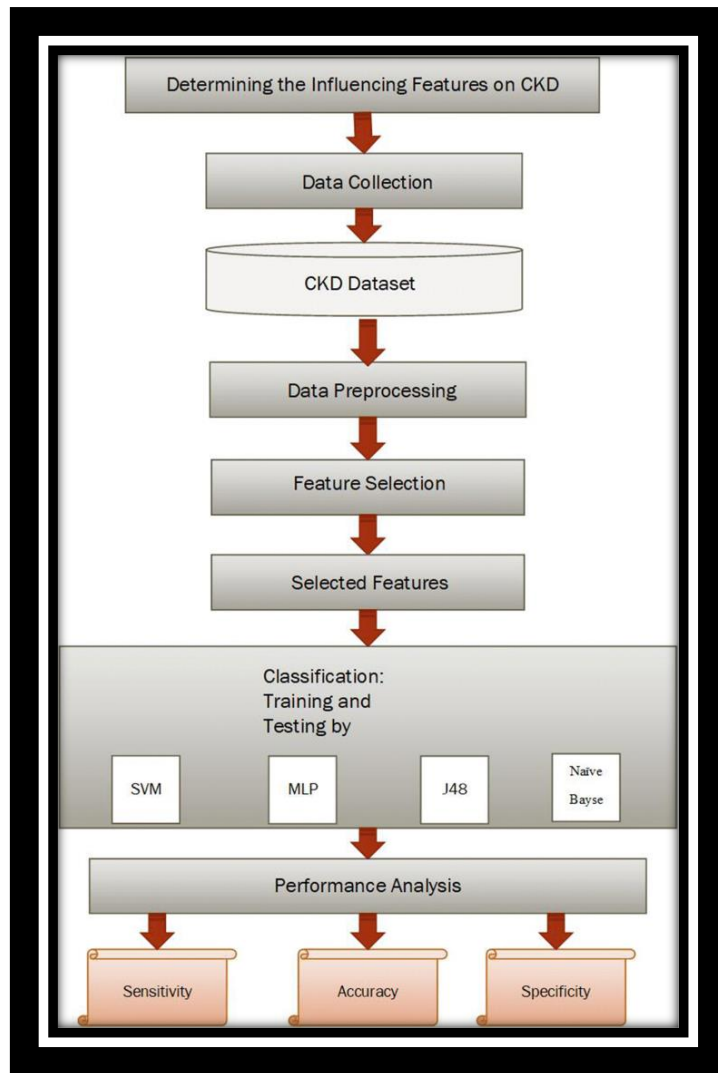 Determining the Influencing Features on CKD
Data Collection
CKD Dataset
Data Preprocessing
Feature Selection
Selected Features
Classification:
Training and
Testing by
SVM
MLP
J48
Naïve
Bayse
Performance Analysis
Sensitivity
Accuracy
Specificity